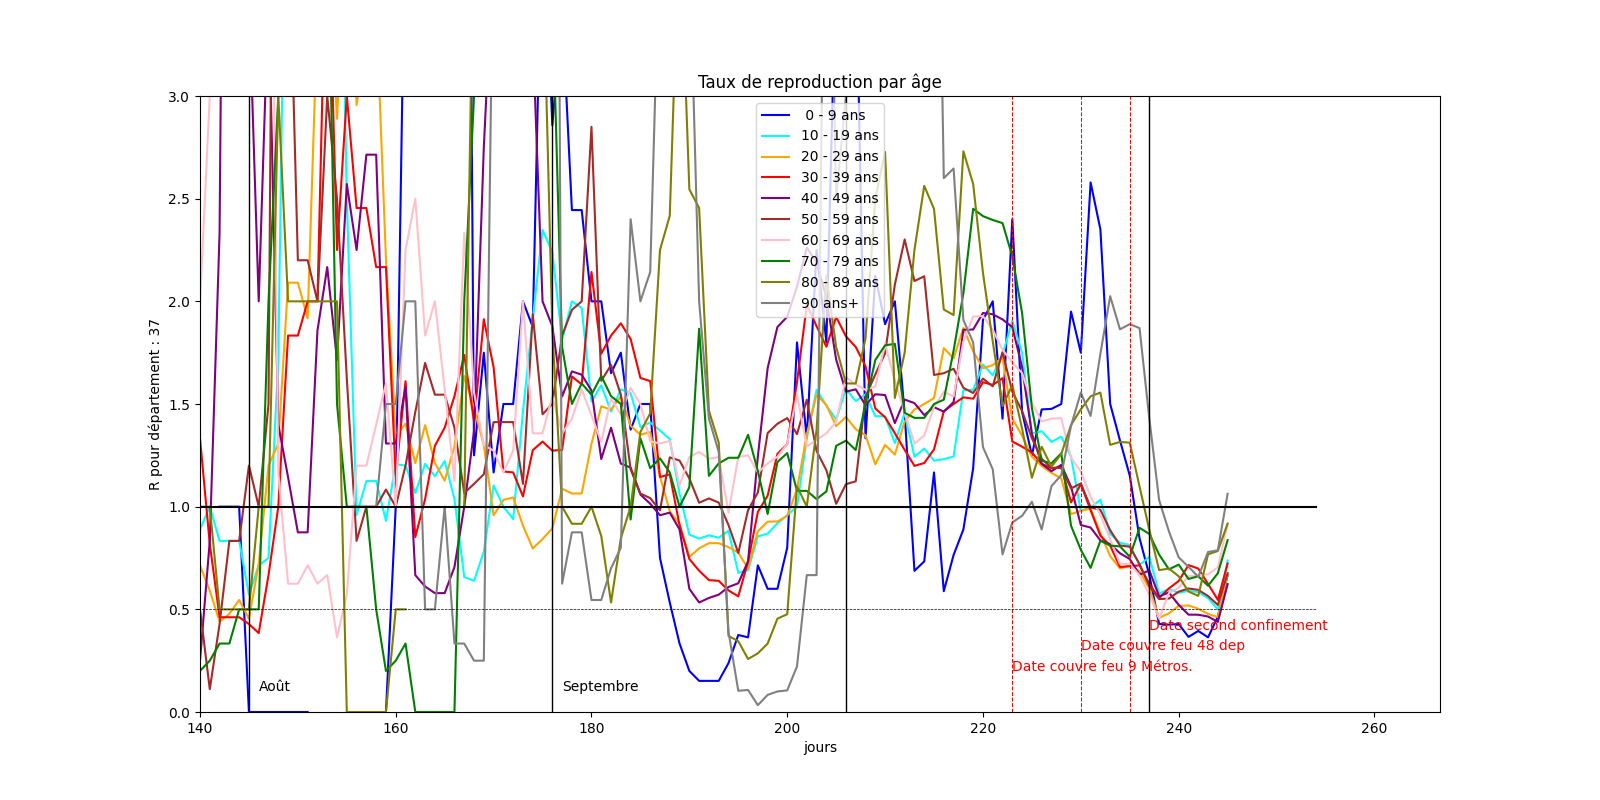 Taux de reproduction par âge
R pour département : 37
3.0
2.5
2.0
1.5
1.0
0.5
0.0
0 - 9 ans
10 - 19 ans
20 - 29 ans
30 - 39 ans
40 - 49 ans
50 - 59 ans
60 - 69 ans
70 - 79 ans
80 - 89 ans
90 ans+
Date second confinement
Date couvre feu 48 dep
Date couvre feu 9 Métros.
Août
Septembre
140
160
180
200
220
240
260
jours